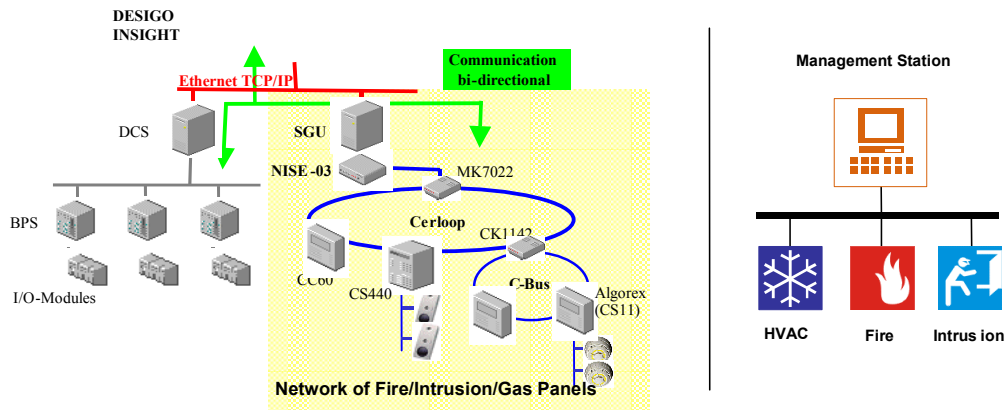 DESIGO
INSIGHT
Communication
bi-directional
Ethernet TCP/IP
DCS
SGU
NISE-03
MK7022
BPS
Cerloop
CK1142
CC60
CS440
C-Bus
Algorex
(CS11)
I/O-Modules
Network of Fire/Intrusion/Gas Panels
Management Station
HVAC
Fire
Intrus ion